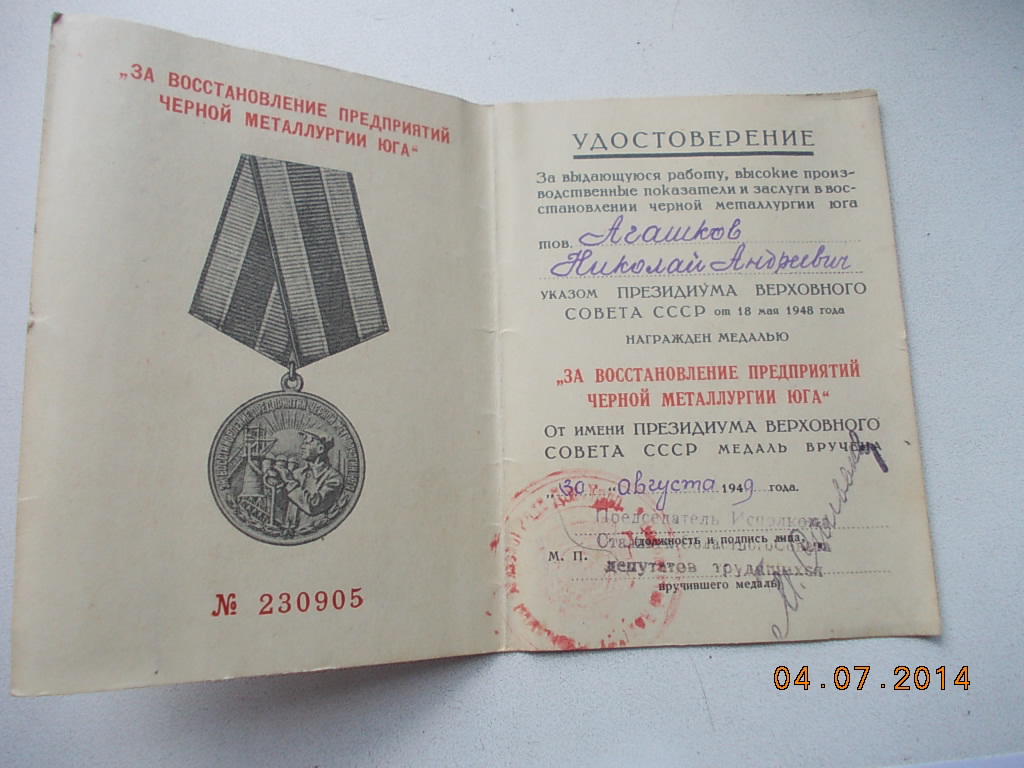 „ЗА ВОССТАНОВЛЕНИЕ ПРЕДПРИЯТИЙ
ЧЕРНОЙ МЕТАЛЛУРГИИ ЮГА“
№ 230905
УДОСТОВЕРЕНИЕ
За выдающуюся работу, высокие произ-
водственные показатели и заслуги в вос-
становлении черной металлургии юга
тов. Агашков
Николай Андреевич
указом ПРЕЗИДИУМА ВЕРХОВНОГО
СОВЕТА СССР от 18 мая 1948 года
НАГРАЖДЕН МЕДАЛЬЮ
„ЗА ВОССТАНОВЛЕНИЕ ПРЕДПРИЯТИЙ
ЧЕРНОЙ МЕТАЛЛУРГИИ ЮГА“
От имени ПРЕЗИДИУМА ВЕРХОВНОГО
СОВЕТА СССР МЕДАЛЬ ВРУЧЕНА
„30“ августа 1949 года.
Председатель Исполкома
(должность и подпись лица,
М. П.
депутатов трудящихся
вручившего медаль)
04.07.2014